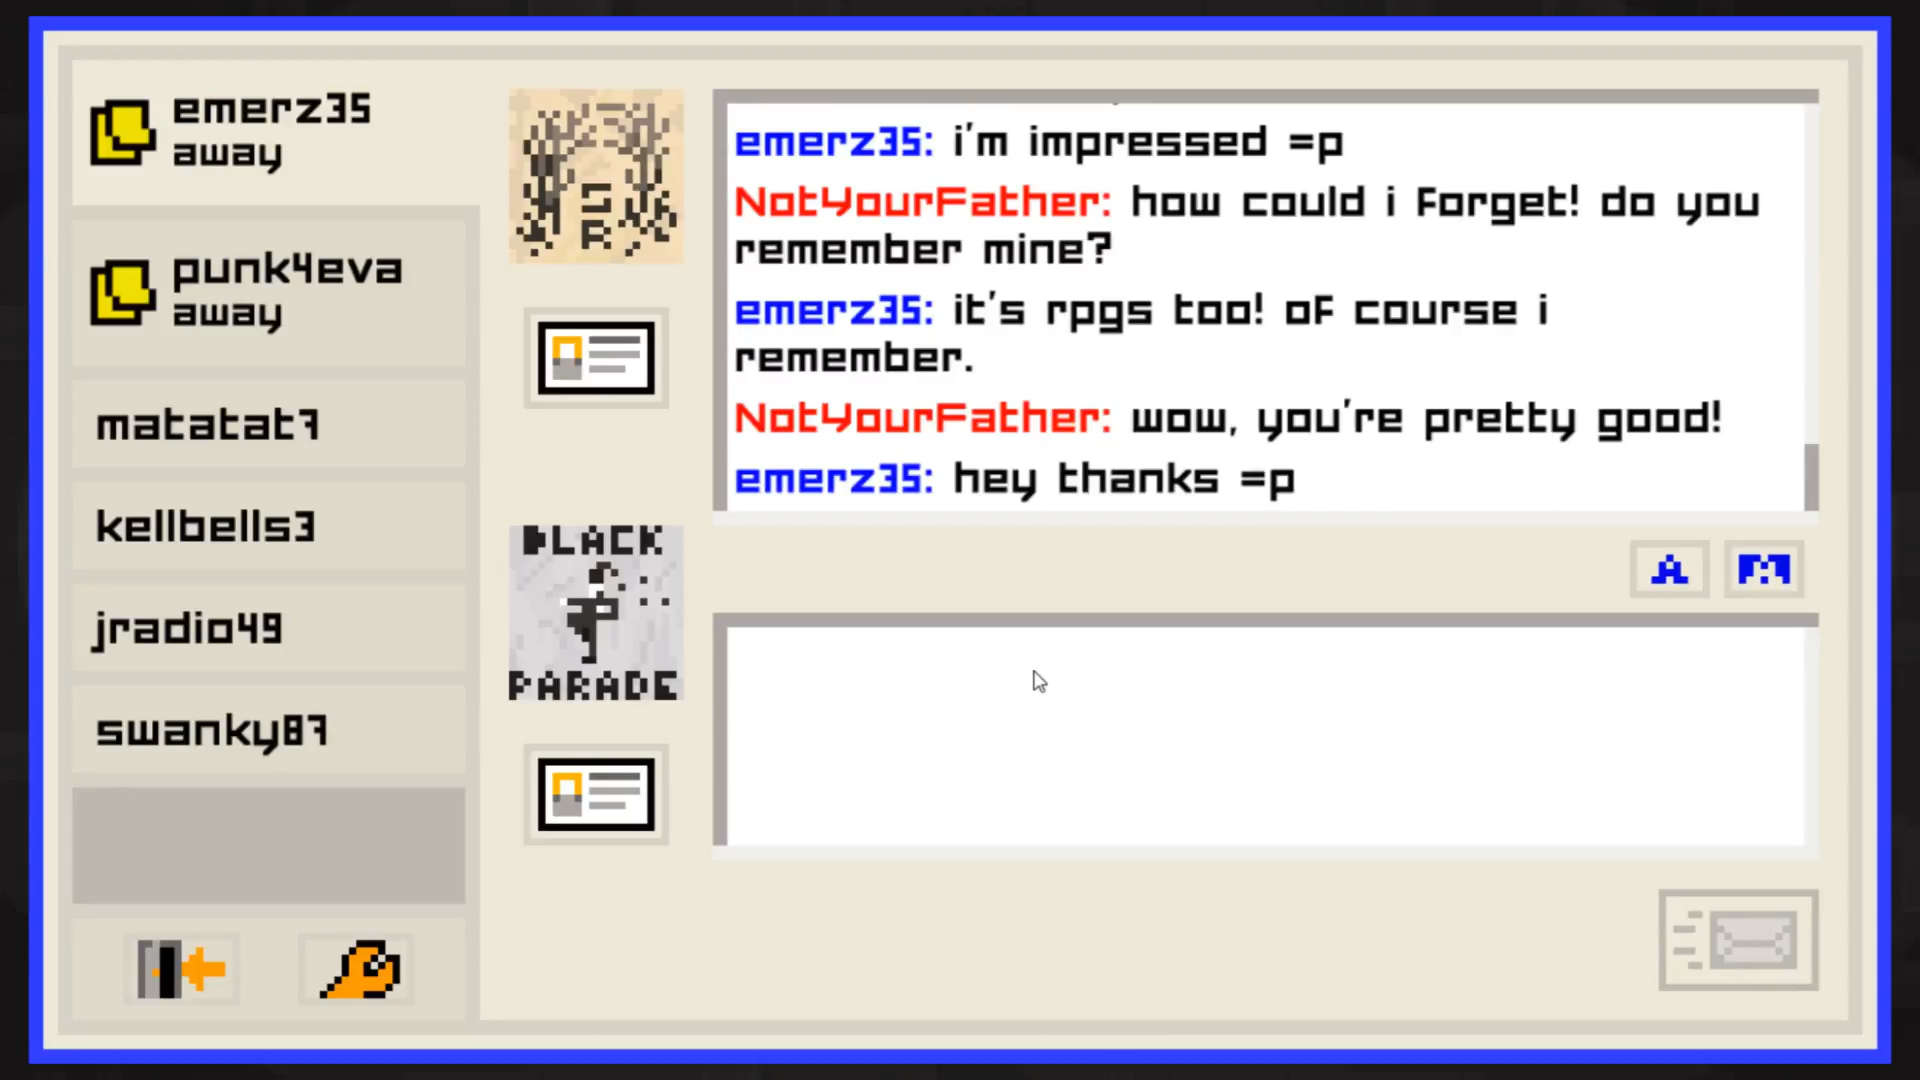 emerz35
away
punk4eva
away
matatat7
kellbells3
jradio49
swanky87
BLACK
PARADE
emerz35: i'm impressed =p
NotYourFather: how could i forget! do you
remember mine?
emerz35: it's rpgs too! of course i
remember.
NotYourFather: wow, you're pretty good!
emerz35: hey thanks =p
A